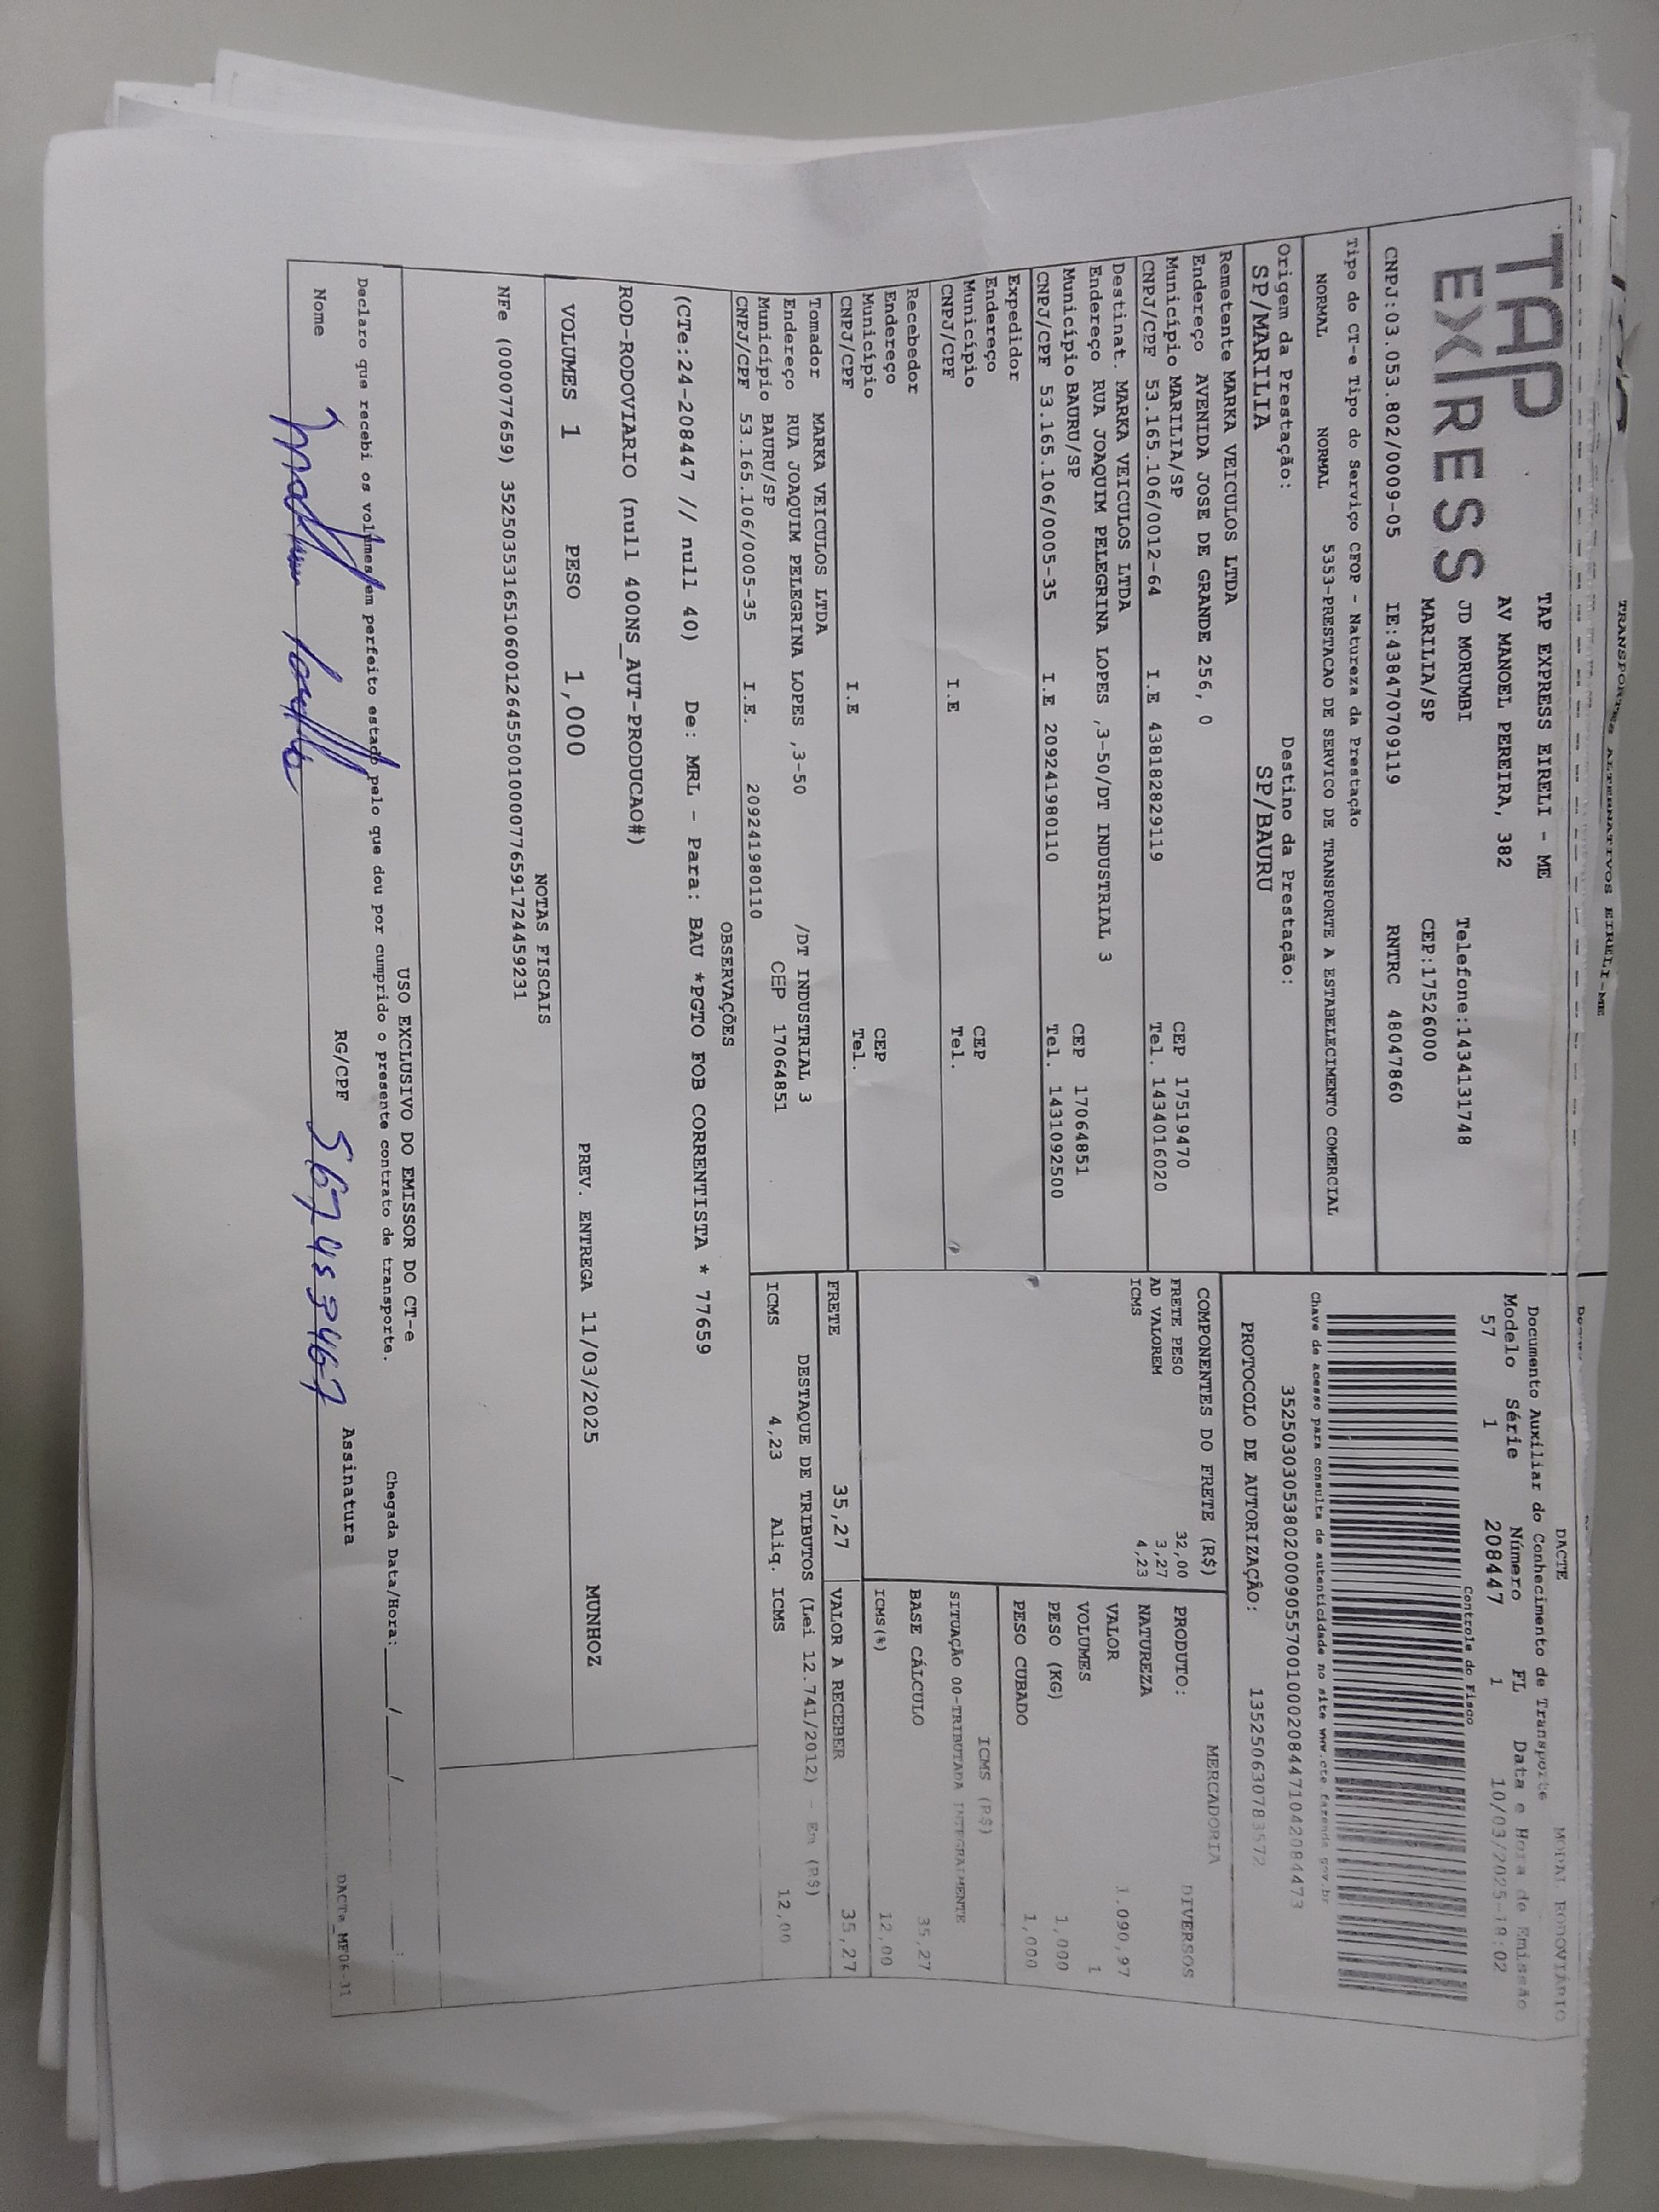 TRANSPORTES ALTERNATIVOS EIRELI-ME
TAP EXPRESS
TAP EXPRESS EIRELI - ME
AV MANOEL PEREIRA, 382
JD MORUMBI Telefone:1434131748
MARILIA/SP CEP:17526000
CNPJ:03.053.802/0009-05 IE:438470709119 RNTRC 48047860
DACTE MODAL RODOVIÁRIO
Documento Auxiliar do Conhecimento de Transporte
Modelo Série Número FL Data e Hora de Emissão
57 1 208447 1 10/03/2025-18:02
Controle do Fisco
Chave de acesso para consulta de autenticidade no site www.cte.fazenda.gov.br
35250303053802000905570010002084471042084473
PROTOCOLO DE AUTORIZAÇÃO: 135250630783572
Tipo do CT-e Tipo do Serviço CFOP - Natureza da Prestação
NORMAL NORMAL 5353-PRESTACAO DE SERVICO DE TRANSPORTE A ESTABELECIMENTO COMERCIAL
Origem da Prestação: Destino da Prestação:
SP/MARILIA SP/BAURU
Remetente MARKA VEICULOS LTDA
Endereço AVENIDA JOSE DE GRANDE 256, 0
Município MARILIA/SP CEP 17519470
CNPJ/CPF 53.165.106/0012-64 I.E 438182829119 Tel. 1434016020
Destinat. MARKA VEICULOS LTDA
Endereço RUA JOAQUIM PELEGRINA LOPES ,3-50/DT INDUSTRIAL 3
Município BAURU/SP CEP 17064851
CNPJ/CPF 53.165.106/0005-35 I.E 209241980110 Tel. 1431092500
Expedidor
Endereço
Município CEP
CNPJ/CPF I.E Tel.
Recebedor
Endereço
Município CEP
CNPJ/CPF I.E Tel.
Tomador MARKA VEICULOS LTDA
Endereço RUA JOAQUIM PELEGRINA LOPES ,3-50 /DT INDUSTRIAL 3
Município BAURU/SP CEP 17064851
CNPJ/CPF 53.165.106/0005-35 I.E. 209241980110
COMPONENTES DO FRETE (R$)
FRETE PESO 32,00
AD VALOREM 3,27
ICMS 4,23
MERCADORIA
PRODUTO: DIVERSOS
NATUREZA
VALOR 1.090,97
VOLUMES 1
PESO (KG) 1,000
PESO CUBADO 1,000
ICMS (R$)
SITUAÇÃO 00-TRIBUTADA INTEGRALMENTE
BASE CÁLCULO 35,27
ICMS(%) 12,00
FRETE 35,27 VALOR A RECEBER 35,27
DESTAQUE DE TRIBUTOS (Lei 12.741/2012) - Em (R$)
ICMS 4,23 Aliq. ICMS 12,00
OBSERVAÇÕES
(CTe:24-208447 // null 40) De: MRL - Para: BAU *PGTO FOB CORRENTISTA * 77659
ROD-RODOVIARIO (null 400NS_AUT-PRODUCAO#)
VOLUMES 1 PESO 1,000 PREV. ENTREGA 11/03/2025 MUNHOZ
NOTAS FISCAIS
NFe (000077659) 35250353165106001264550010000776591724459231
USO EXCLUSIVO DO EMISSOR DO CT-e
Declaro que recebi os volumes em perfeito estado pelo que dou por cumprido o presente contrato de transporte. Chegada Data/Hora:____/____/____ ____:____
Nome RG/CPF Assinatura
DACTe_MF06-31